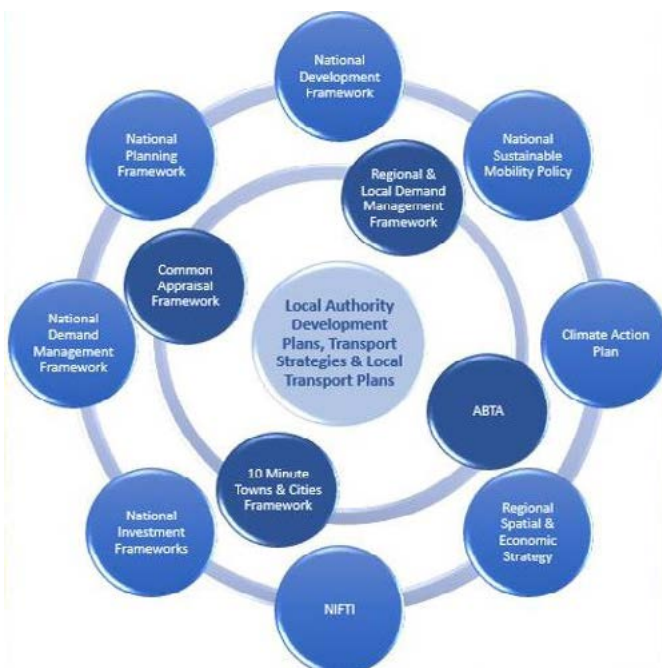 National
Development
Framework
National
Planning
Framework
National
Sustainable
Mobility Policy
Regional &
Local Demand
Management
Framework
Common
Appraisal
Framework
Local Authority
Development
Plans, Transport
Strategies & Local
Transport Plans
National
Demand
Management
Framework
Climate Action
Plan
ABTA
10 Minute
Towns & Cities
Framework
National
Investment
Frameworks
Regional
Spatial &
Economic
Strategy
NIFTI